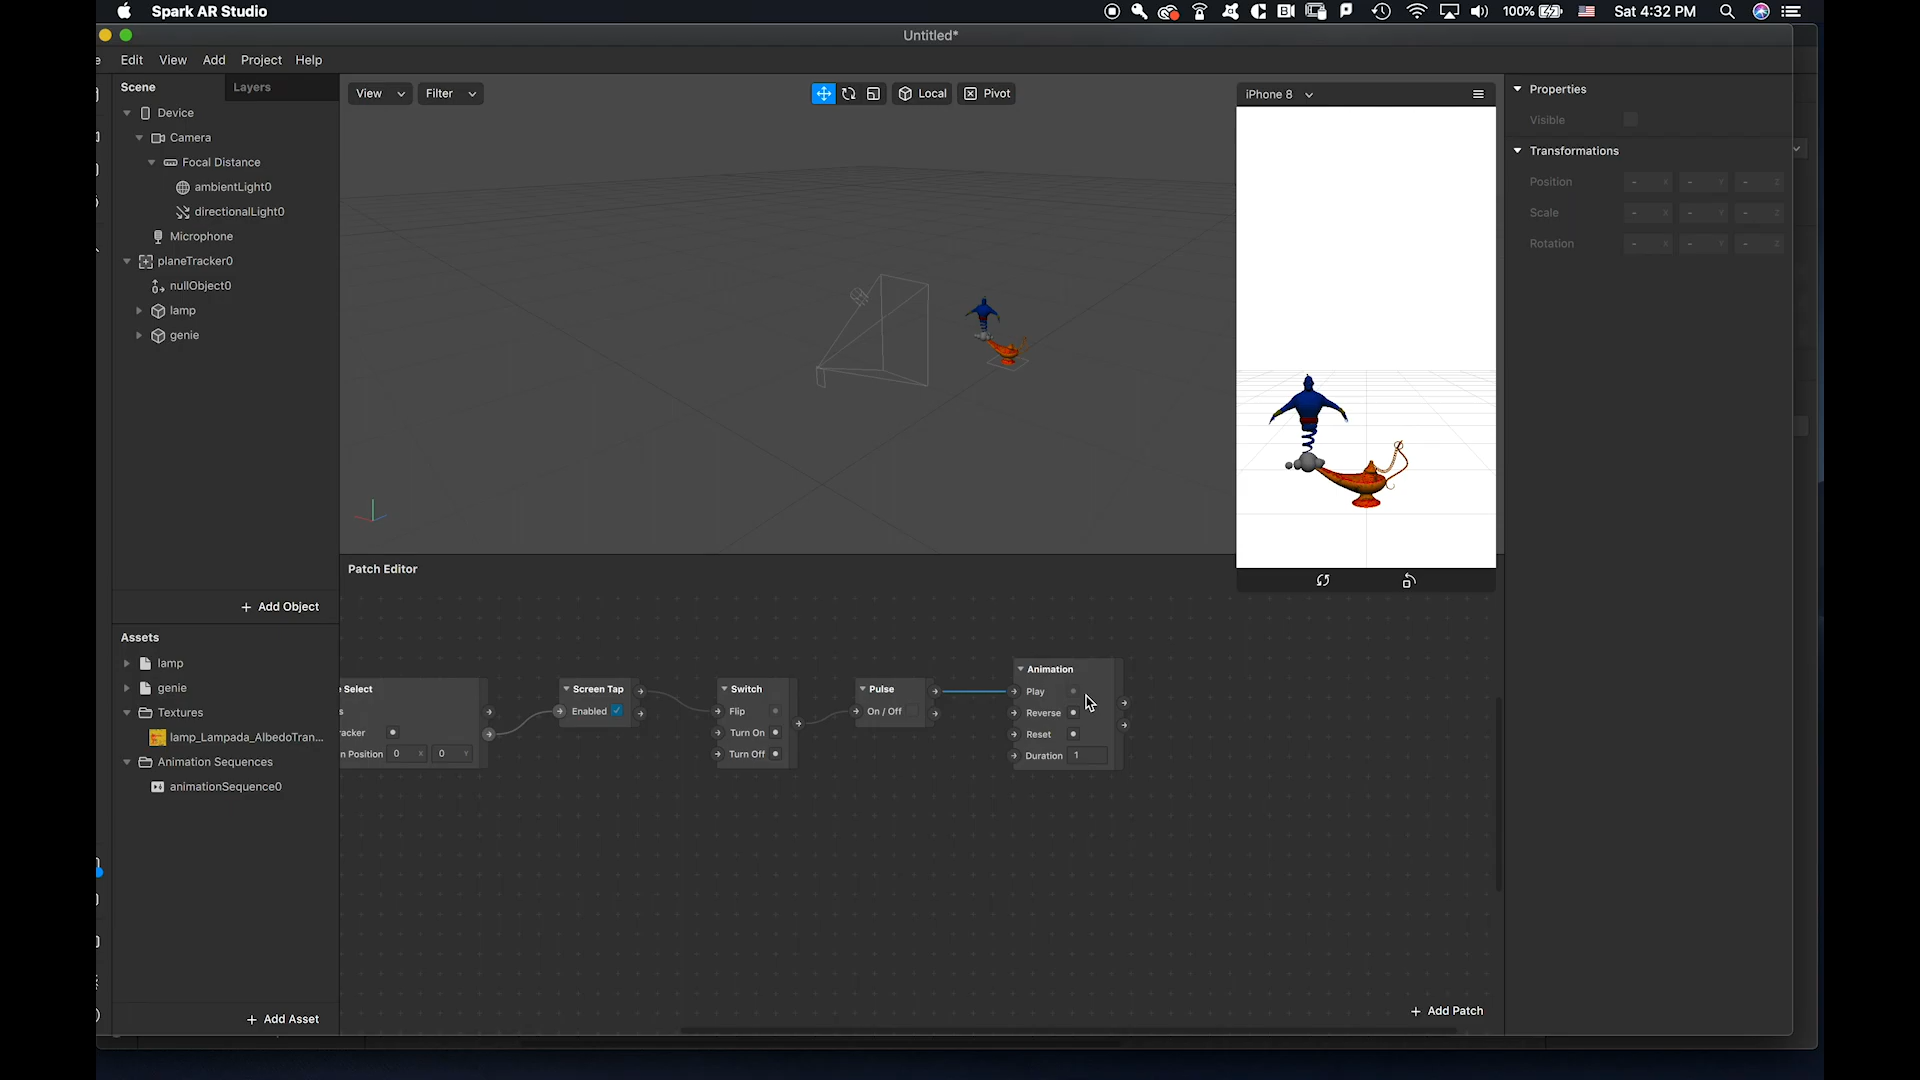 Spark AR Studio
100%
Sat 4:32 PM
Untitled*
Edit View Add Project Help
Scene
Layers
Device
Camera
Focal Distance
ambientLight0
directionalLight0
Microphone
planeTracker0
nullObject0
lamp
genie
+ Add Object
Assets
lamp
genie
Textures
lamp_Lampada_AlbedoTran...
Animation Sequences
animationSequence0
+ Add Asset
View
Filter
Local
Pivot
iPhone 8
Patch Editor
e Select
s
racker
n Position 0 X 0 Y
Screen Tap
Enabled
Switch
Flip
Turn On
Turn Off
Pulse
On / Off
Animation
Play
Reverse
Reset
Duration 1
+ Add Patch
Properties
Visible
Transformations
Position - X - Y - Z
Scale - X - Y - Z
Rotation - X - Y - Z